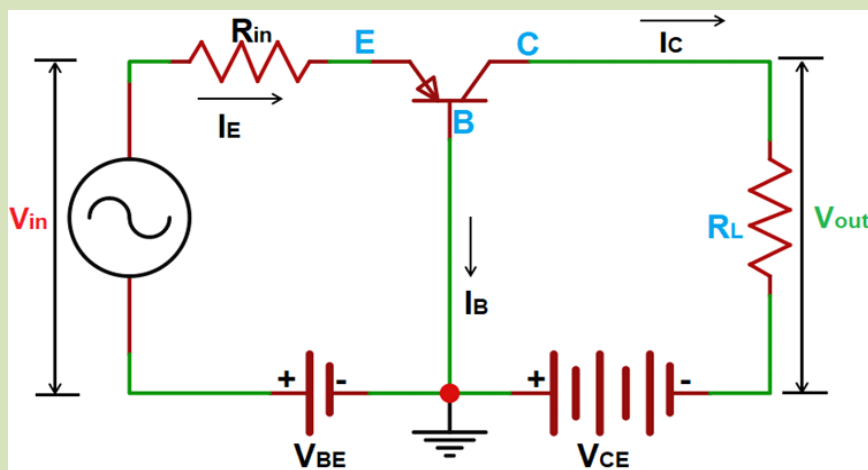 Rin
E
C
IC
IE
B
Vin
RL
Vout
IB
+
-
+
-
VBE
VCE